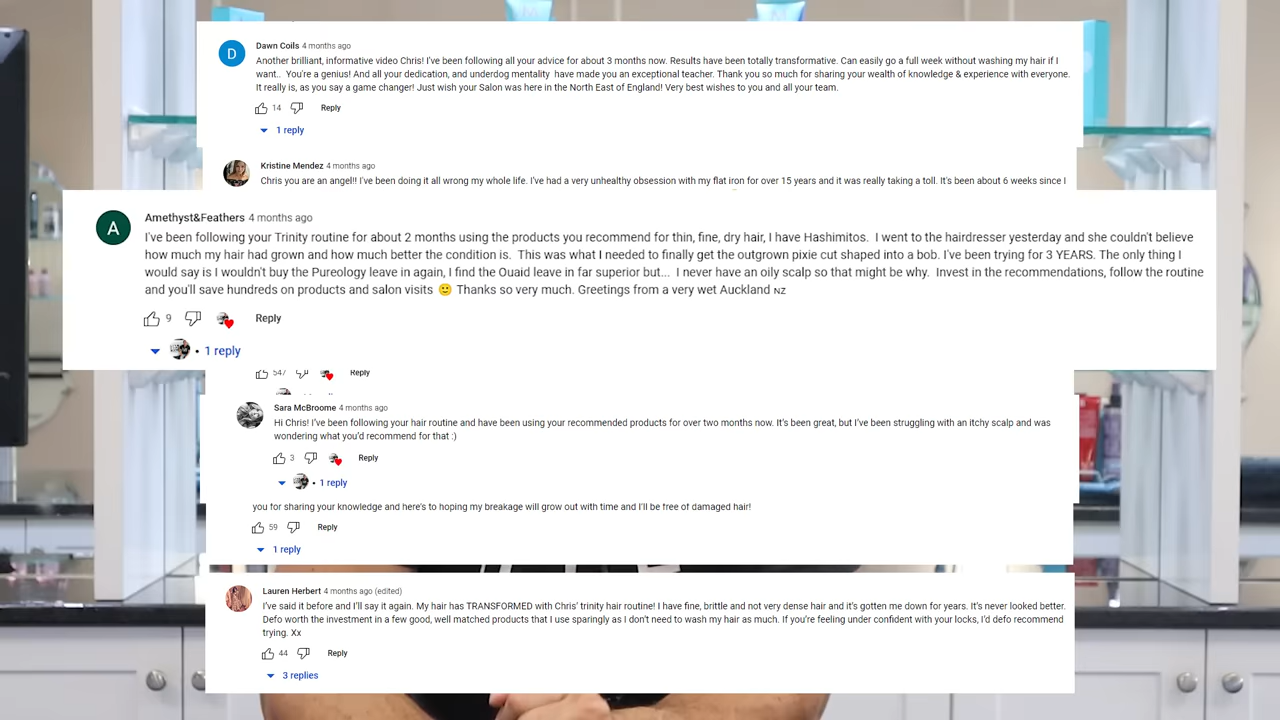 D
Dawn Coils 4 months ago
Another brilliant, informative video Chris! I've been following all your advice for about 3 months now. Results have been totally transformative. Can easily go a full week without washing my hair if I
want.. You're a genius! And all your dedication, and underdog mentality have made you an exceptional teacher. Thank you so much for sharing your wealth of knowledge & experience with everyone.
It really is, as you say a game changer! Just wish your Salon was here in the North East of England! Very best wishes to you and all your team.
14 Reply
1 reply
Kristine Mendez 4 months ago
Chris you are an angel!! I've been doing it all wrong my whole life. I've had a very unhealthy obsession with my flat iron for over 15 years and it was really taking a toll. It's been about 6 weeks since I
A
Amethyst&Feathers 4 months ago
I've been following your Trinity routine for about 2 months using the products you recommend for thin, fine, dry hair, I have Hashimitos. I went to the hairdresser yesterday and she couldn't believe
how much my hair had grown and how much better the condition is. This was what I needed to finally get the outgrown pixie cut shaped into a bob. I've been trying for 3 YEARS. The only thing I
would say is I wouldn't buy the Pureology leave in again, I find the Ouaid leave in far superior but... I never have an oily scalp so that might be why. Invest in the recommendations, follow the routine
and you'll save hundreds on products and salon visits 🙂 Thanks so very much. Greetings from a very wet Auckland NZ
9 Reply
• 1 reply
547 Reply
Sara McBroome 4 months ago
Hi Chris! I've been following your hair routine and have been using your recommended products for over two months now. It's been great, but I've been struggling with an itchy scalp and was
wondering what you'd recommend for that :)
3 Reply
• 1 reply
you for sharing your knowledge and here's to hoping my breakage will grow out with time and I'll be free of damaged hair!
59 Reply
1 reply
Lauren Herbert 4 months ago (edited)
I've said it before and I'll say it again. My hair has TRANSFORMED with Chris' trinity hair routine! I have fine, brittle and not very dense hair and it's gotten me down for years. It's never looked better.
Defo worth the investment in a few good, well matched products that I use sparingly as I don't need to wash my hair as much. If you're feeling under confident with your locks, I'd defo recommend
trying. Xx
44 Reply
3 replies